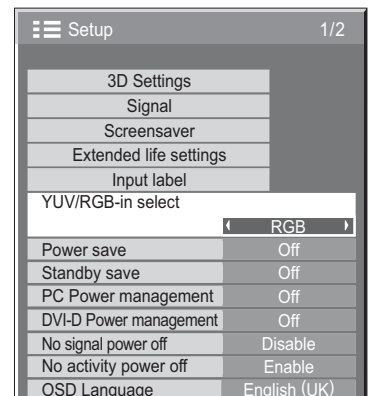 Setup 1/2
3D Settings
Signal
Screensaver
Extended life settings
Input label
YUV/RGB-in select
RGB
Power save Off
Standby save Off
PC Power management Off
DVI-D Power management Off
No signal power off Disable
No activity power off Enable
OSD Language English (UK)